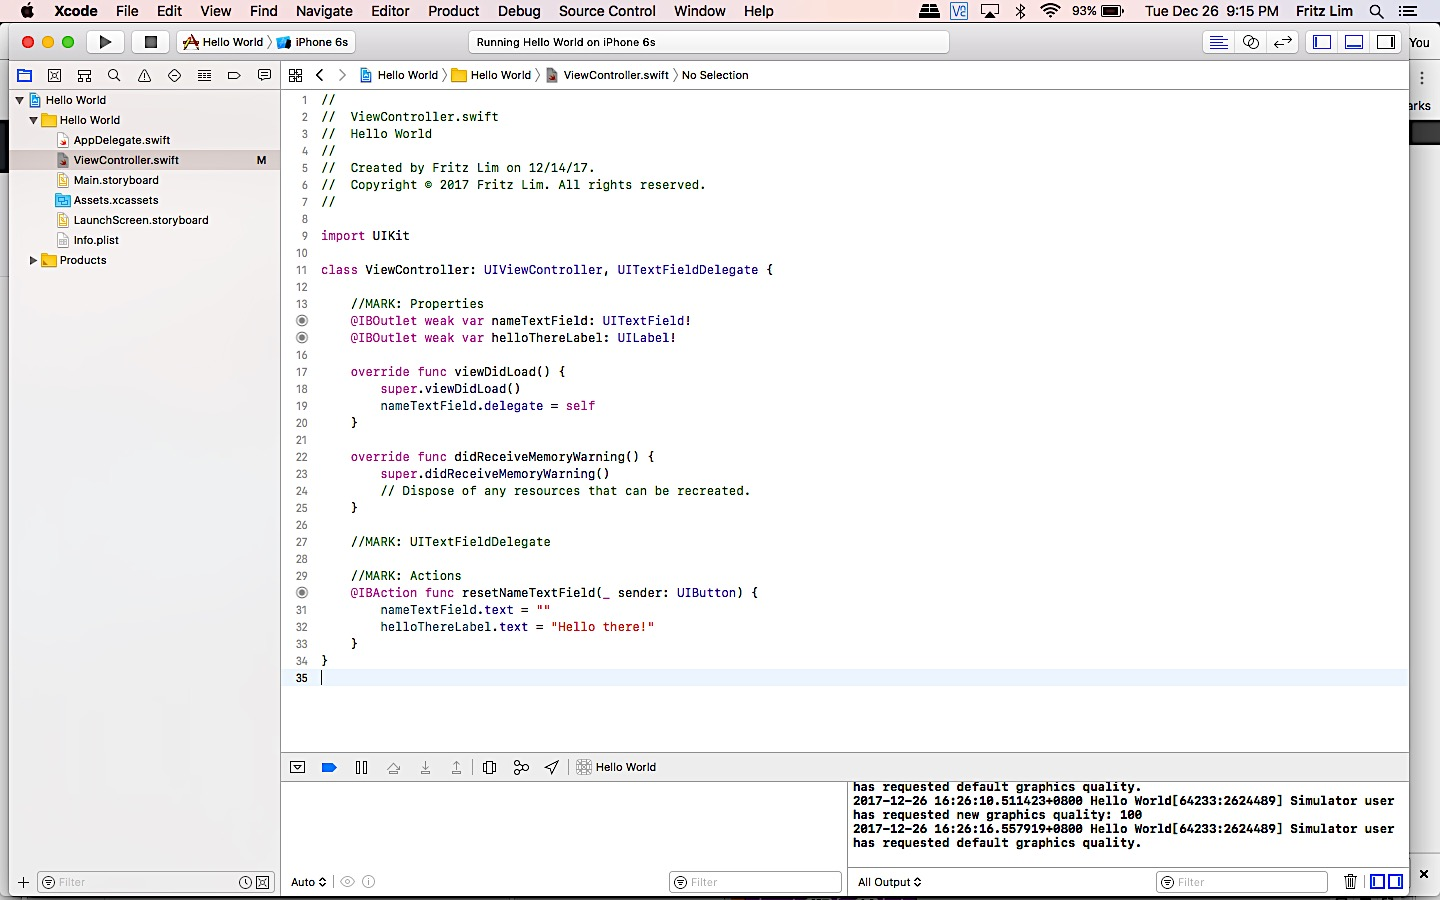 Xcode File Edit View Find Navigate Editor Product Debug Source Control Window Help V2 93% Tue Dec 26 9:15 PM Fritz Lim
Hello World iPhone 6s Running Hello World on iPhone 6s You
Hello World Hello World ViewController.swift No Selection
arks
Hello World
Hello World
AppDelegate.swift
ViewController.swift M
Main.storyboard
Assets.xcassets
LaunchScreen.storyboard
Info.plist
Products
1 //
2 // ViewController.swift
3 // Hello World
4 //
5 // Created by Fritz Lim on 12/14/17.
6 // Copyright © 2017 Fritz Lim. All rights reserved.
7 //
8
9 import UIKit
10
11 class ViewController: UIViewController, UITextFieldDelegate {
12
13 //MARK: Properties
@IBOutlet weak var nameTextField: UITextField!
@IBOutlet weak var helloThereLabel: UILabel!
16
17 override func viewDidLoad() {
18 super.viewDidLoad()
19 nameTextField.delegate = self
20 }
21
22 override func didReceiveMemoryWarning() {
23 super.didReceiveMemoryWarning()
24 // Dispose of any resources that can be recreated.
25 }
26
27 //MARK: UITextFieldDelegate
28
29 //MARK: Actions
@IBAction func resetNameTextField(_ sender: UIButton) {
31 nameTextField.text = ""
32 helloThereLabel.text = "Hello there!"
33 }
34 }
35
Hello World
has requested default graphics quality.
2017-12-26 16:26:10.511423+0800 Hello World[64233:2624489] Simulator user
has requested new graphics quality: 100
2017-12-26 16:26:16.557919+0800 Hello World[64233:2624489] Simulator user
has requested default graphics quality.
Filter Auto Filter All Output Filter